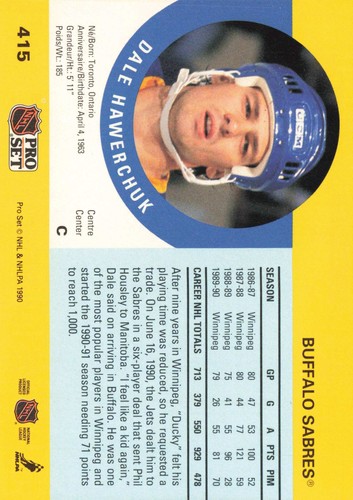 415
PRO
SET
Né/Born: Toronto, Ontario
Anniversaire/Birthdate: April 4, 1963
Grandeur/Ht: 5' 11"
Poids/Wt: 185
Centre
Center
C
DALE HAWERCHUK
Pro Set © NHL & NHLPA 1990
BUFFALO SABRES®
SEASON GP G A PTS PIM
1986-87 Winnipeg 80 47 53 100 52
1987-88 Winnipeg 80 44 77 121 59
1988-89 Winnipeg 75 41 55 96 28
1989-90 Winnipeg 79 26 55 81 70
CAREER NHL TOTALS 713 379 550 929 478
After nine years in Winnipeg, "Ducky" felt his
playing time was reduced, so he requested a
trade. On June 16, 1990, the Jets dealt him to
the Sabres in a six-player deal that sent Phil
Housley to Manitoba. "I feel like a kid again,"
Dale said on arriving in Buffalo. He was one
of the most popular players in Winnipeg and
started the 1990-91 season needing 71 points
to reach 1,000.
NHLPA